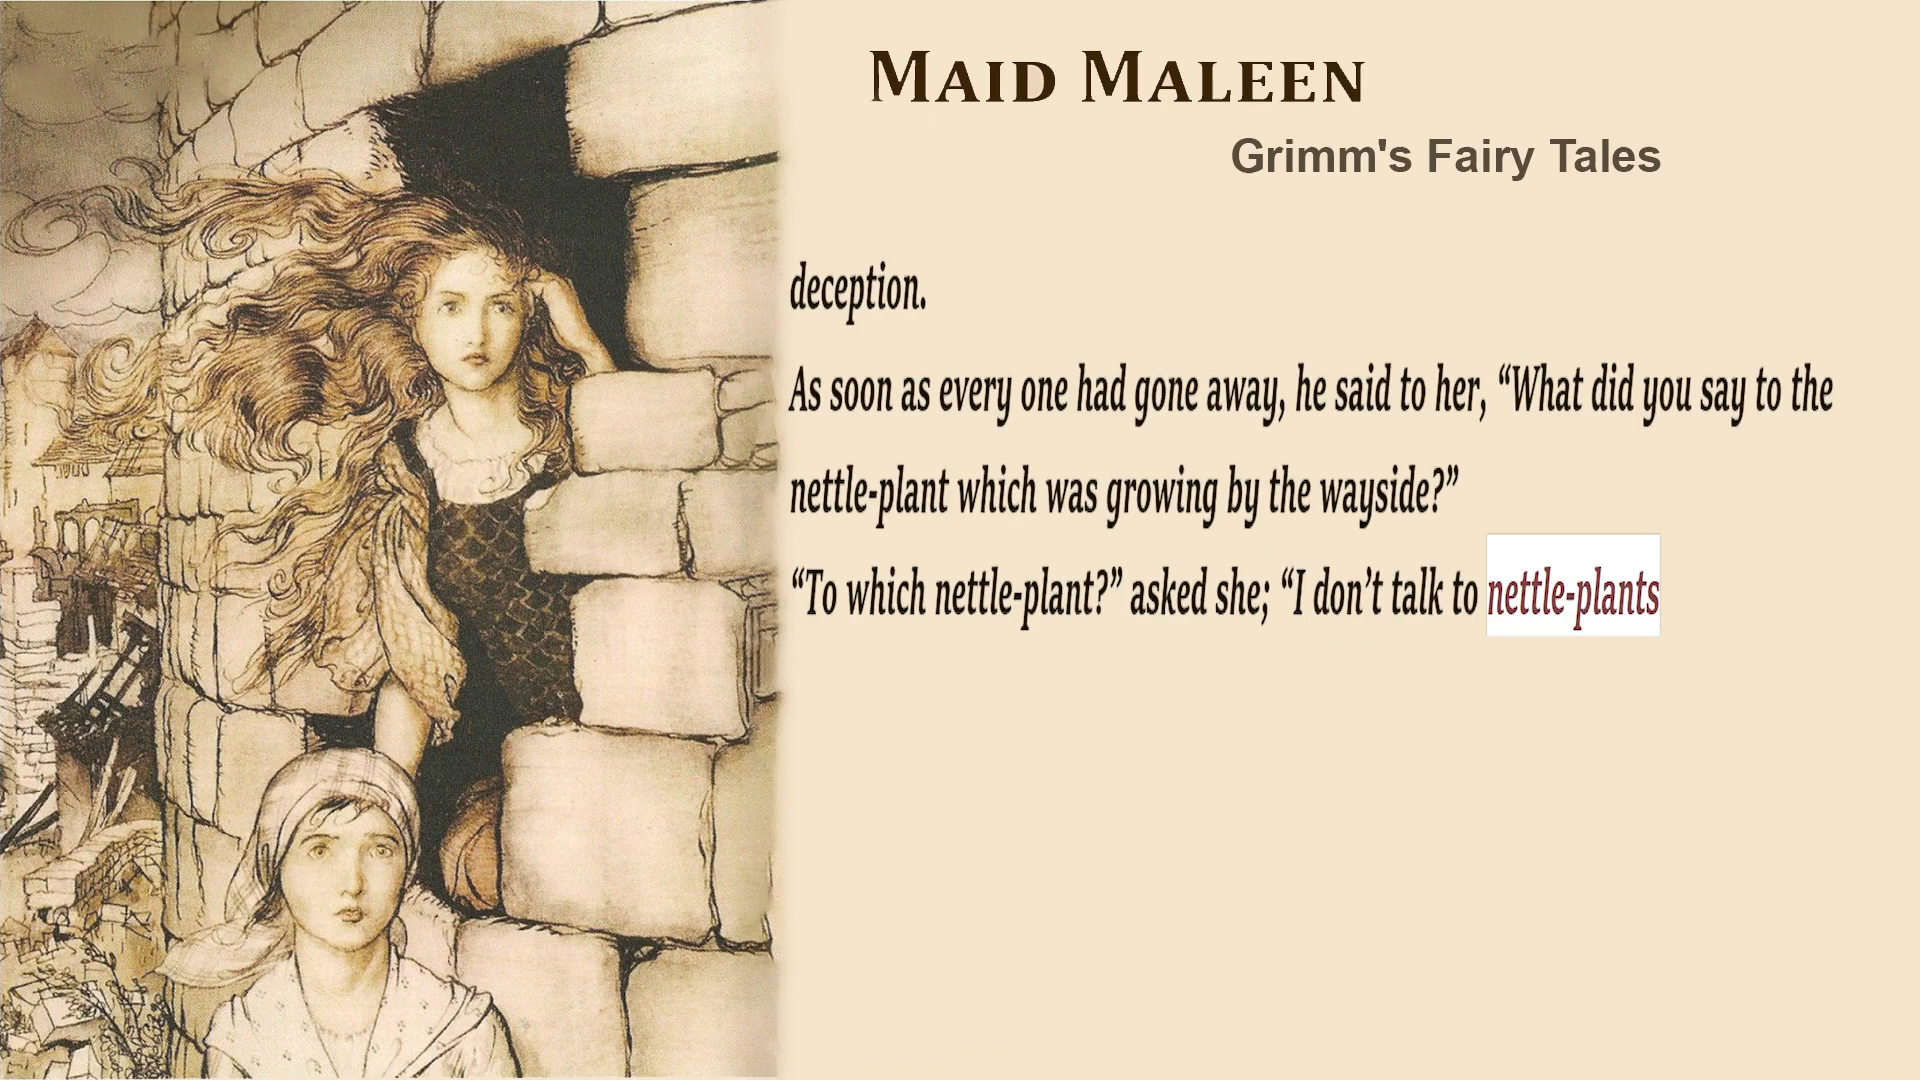 MAID MALEEN
Grimm's Fairy Tales
deception.
As soon as every one had gone away, he said to her, “What did you say to the
nettle-plant which was growing by the wayside?”
“To which nettle-plant?” asked she; “I don’t talk to nettle-plants